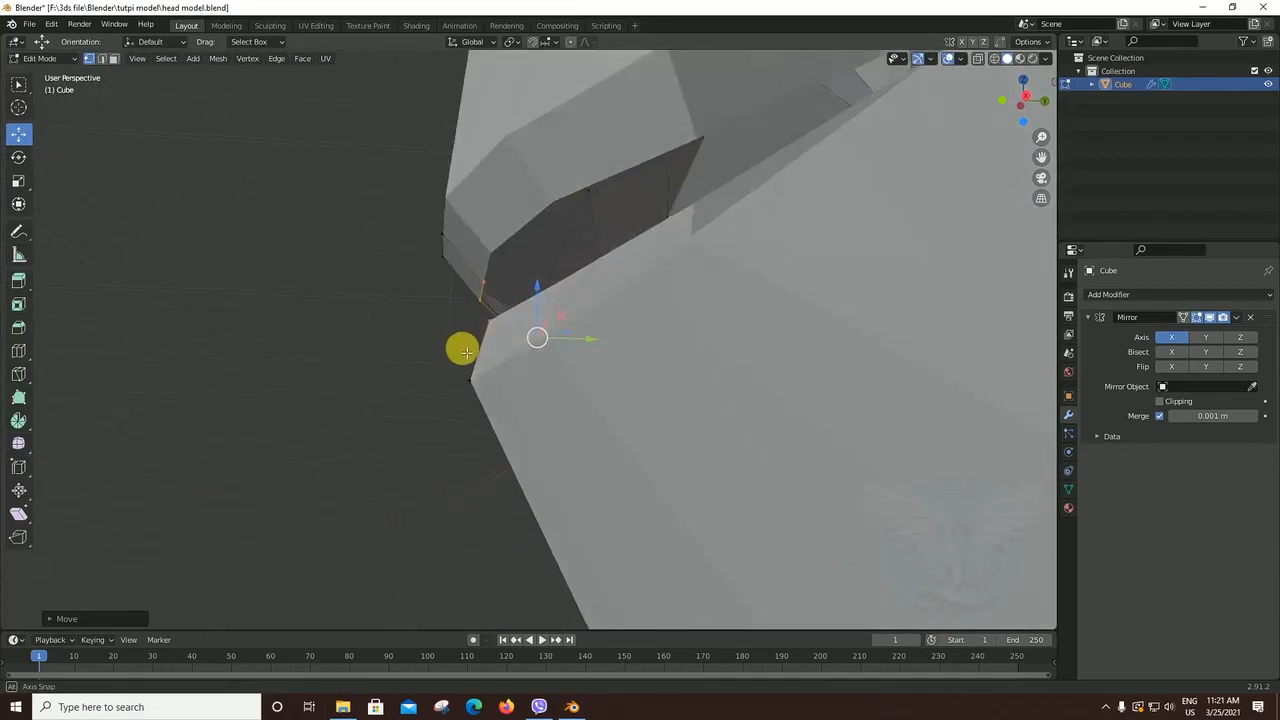 Blender* [F:\3ds file\Blender\tutpi model\head model.blend]
File Edit Render Window Help Layout Modeling Sculpting UV Editing Texture Paint Shading Animation Rendering Compositing Scripting + Scene View Layer
Orientation: Default Drag: Select Box Global X Y Z Options
Edit Mode View Select Add Mesh Vertex Edge Face UV
User Perspective
(1) Cube
Scene Collection
Collection
Cube
Z
X
Y
Cube
Add Modifier
Mirror
Axis X Y Z
Bisect X Y Z
Flip X Y Z
Mirror Object
Clipping
Merge 0.001 m
Data
Move
Playback Keying View Marker 1 Start 1 End 250
1 10 20 30 40 50 60 70 80 90 100 110 120 130 140 150 160 170 180 190 200 210 220 230 240 250
Alt Axis Snap 2.91.2
Type here to search
ENG 11:21 AM
US 3/25/2021